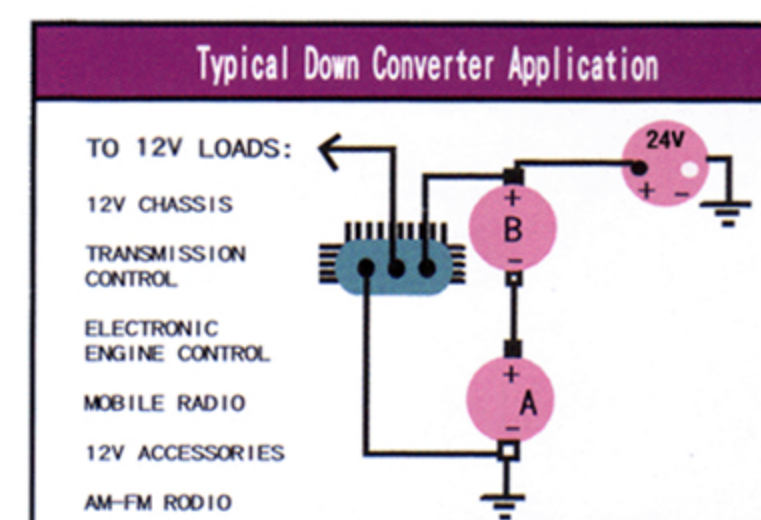 Typical Down Converter Application
TO 12V LOADS:
12V CHASSIS
TRANSMISSION
CONTROL
ELECTRONIC
ENGINE CONTROL
MOBILE RADIO
12V ACCESSORIES
AM-FM RODIO
24V
+ -
+
B
-
+
A
-